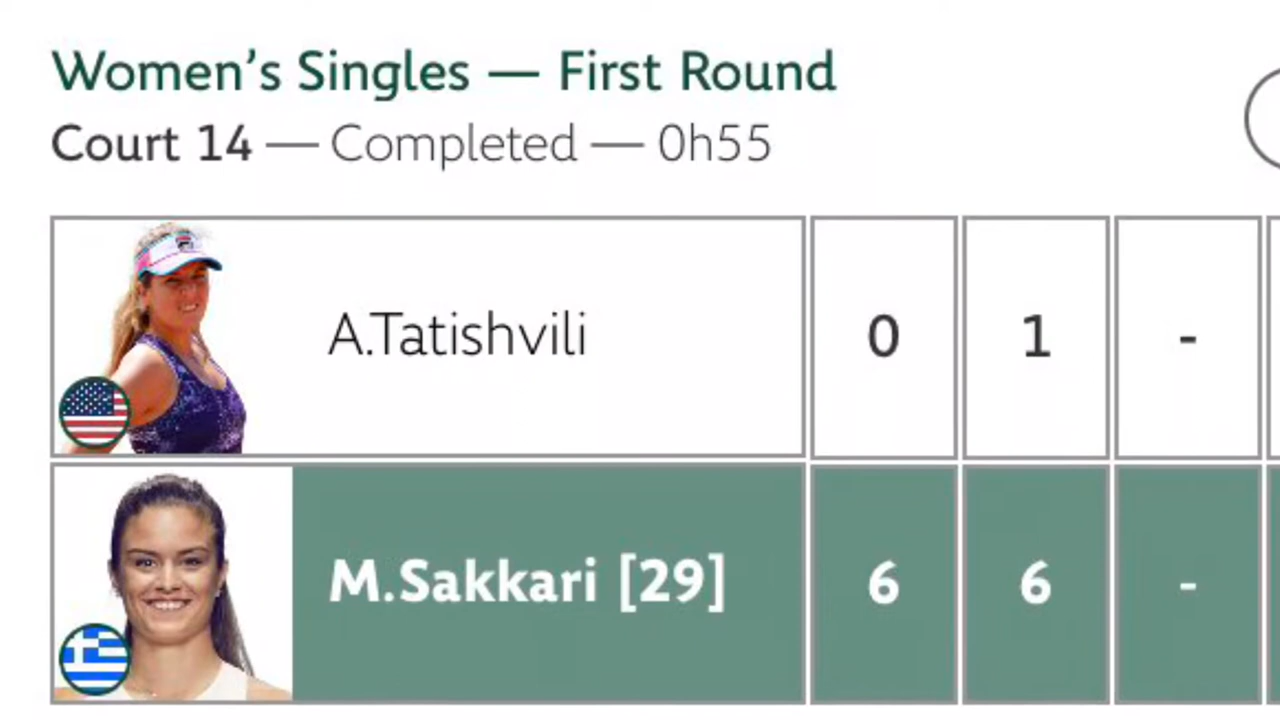 Women’s Singles — First Round
Court 14 — Completed — 0h55
A.Tatishvili 0 1 -
M.Sakkari [29] 6 6 -